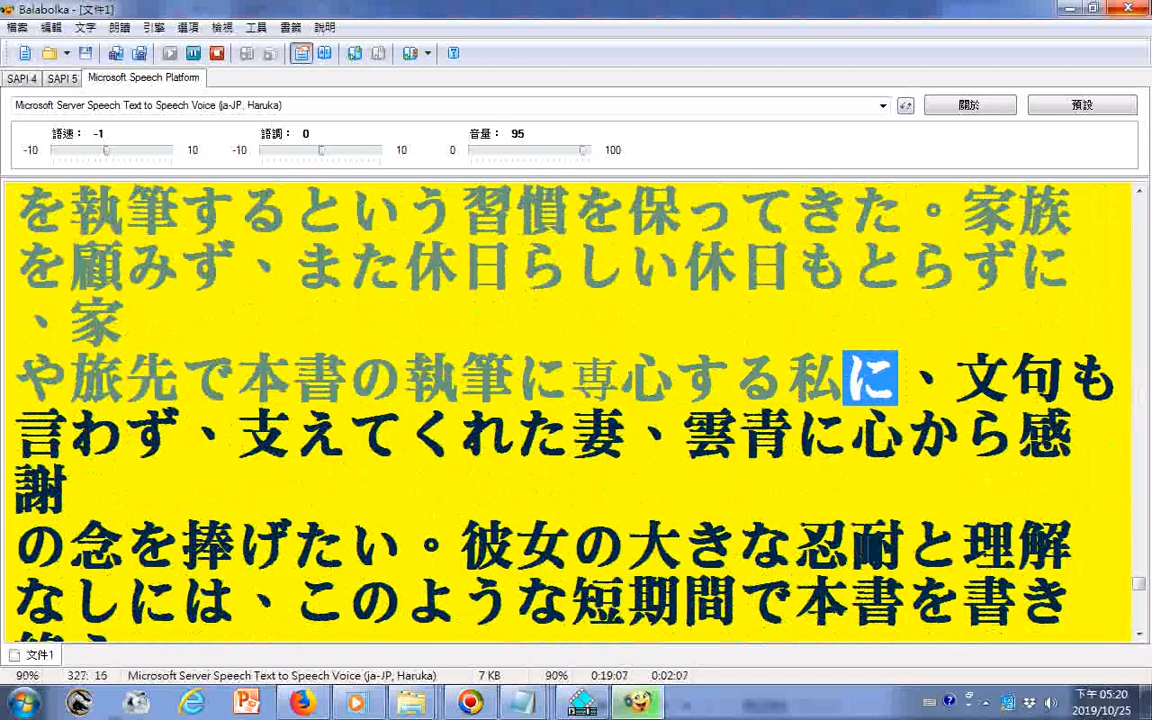 Balabolka - [文件1]
檔案 編輯 文字 朗讀 引擎 選項 檢視 工具 書籤 說明
SAPI 4 SAPI 5 Microsoft Speech Platform
Microsoft Server Speech Text to Speech Voice (ja-JP, Haruka) 關於 預設
語速： -1 語調： 0 音量： 95
-10 10 -10 10 0 100
を執筆するという習慣を保ってきた。家族
を顧みず、また休日らしい休日もとらずに
、家
や旅先で本書の執筆に専心する私に、文句も
言わず、支えてくれた妻、雲青に心から感
謝
の念を捧げたい。彼女の大きな忍耐と理解
なしには、このような短期間で本書を書き
文件1
90% 327: 16 Microsoft Server Speech Text to Speech Voice (ja-JP, Haruka) 7 KB 90% 0:19:07 0:02:07
下午 05:20
2019/10/25